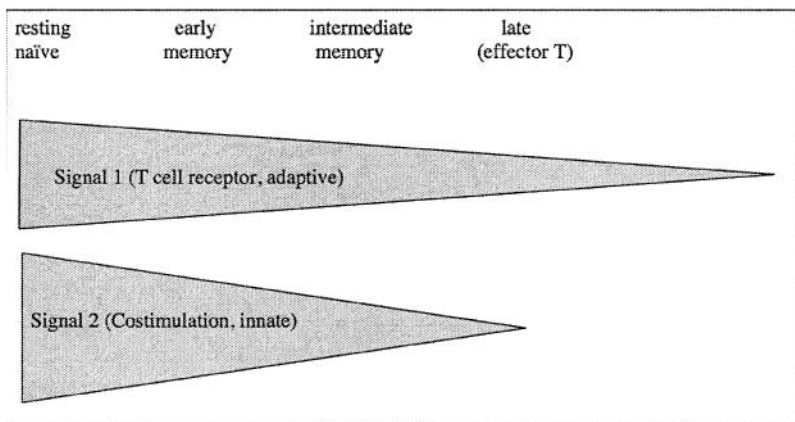 resting early intermediate late
naïve memory memory (effector T)
Signal 1 (T cell receptor, adaptive)
Signal 2 (Costimulation, innate)